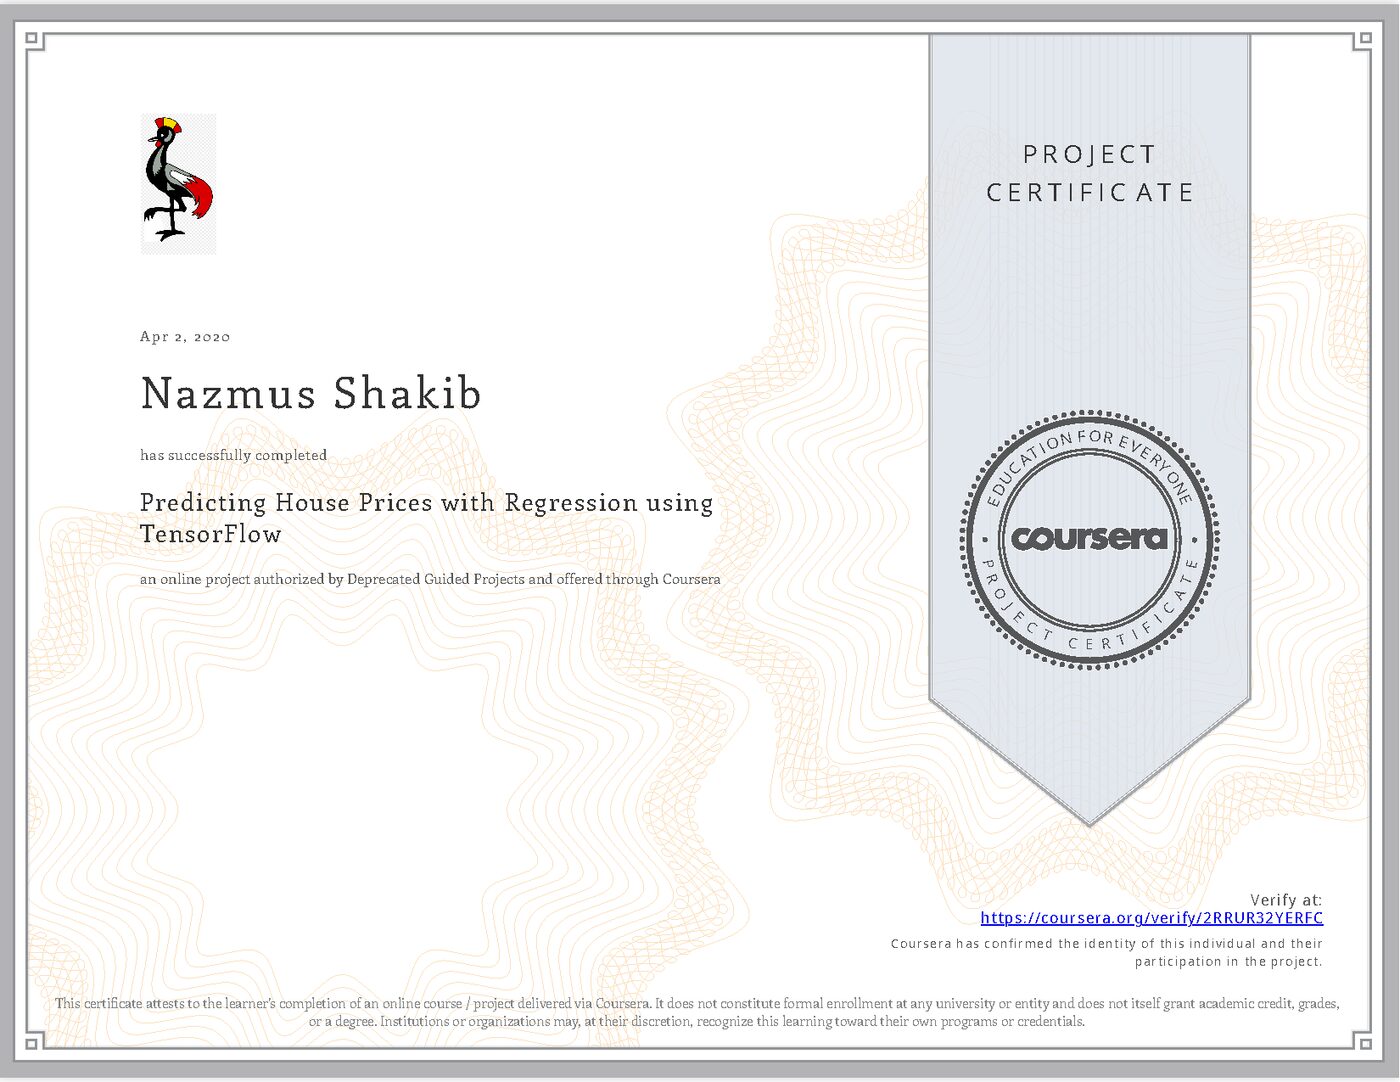 PROJECT
CERTIFICATE
Apr 2, 2020
Nazmus Shakib
has successfully completed
Predicting House Prices with Regression using
TensorFlow
an online project authorized by Deprecated Guided Projects and offered through Coursera
EDUCATION FOR EVERYONE
coursera
PROJECT CERTIFICATE
Verify at:
https://coursera.org/verify/2RRUR32YERFC
Coursera has confirmed the identity of this individual and their
participation in the project.
This certificate attests to the learner's completion of an online course / project delivered via Coursera. It does not constitute formal enrollment at any university or entity and does not itself grant academic credit, grades,
or a degree. Institutions or organizations may, at their discretion, recognize this learning toward their own programs or credentials.